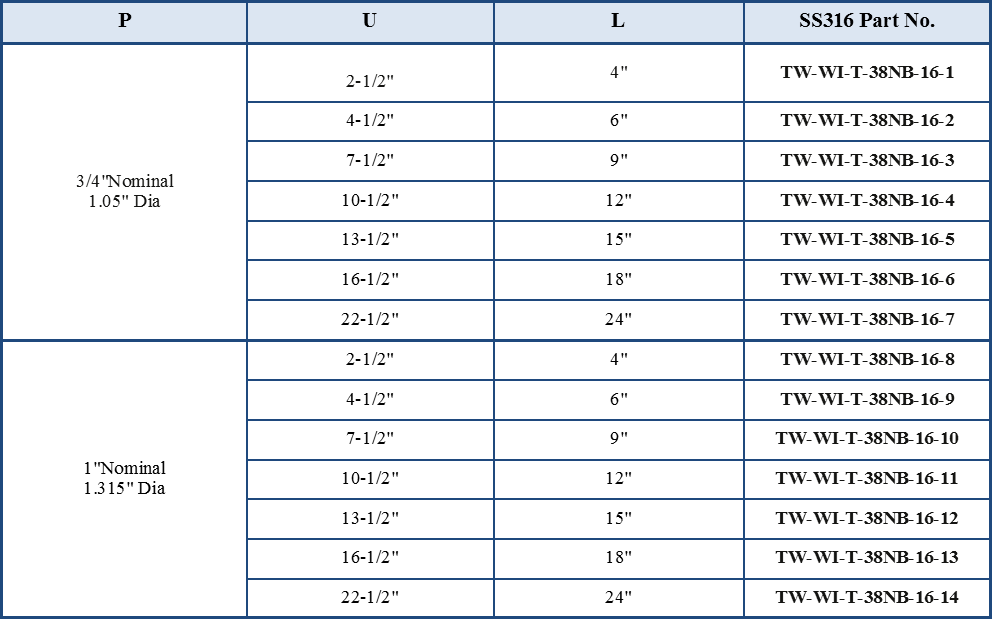 P U L SS316 Part No.
3/4"Nominal
1.05" Dia
2-1/2" 4" TW-WI-T-38NB-16-1
4-1/2" 6" TW-WI-T-38NB-16-2
7-1/2" 9" TW-WI-T-38NB-16-3
10-1/2" 12" TW-WI-T-38NB-16-4
13-1/2" 15" TW-WI-T-38NB-16-5
16-1/2" 18" TW-WI-T-38NB-16-6
22-1/2" 24" TW-WI-T-38NB-16-7
1"Nominal
1.315" Dia
2-1/2" 4" TW-WI-T-38NB-16-8
4-1/2" 6" TW-WI-T-38NB-16-9
7-1/2" 9" TW-WI-T-38NB-16-10
10-1/2" 12" TW-WI-T-38NB-16-11
13-1/2" 15" TW-WI-T-38NB-16-12
16-1/2" 18" TW-WI-T-38NB-16-13
22-1/2" 24" TW-WI-T-38NB-16-14